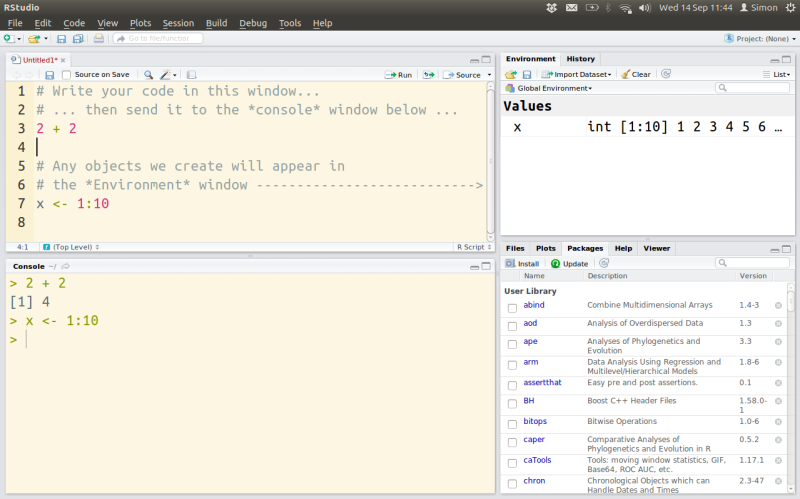 RStudio
Wed 14 Sep 11:44 Simon
File Edit Code View Plots Session Build Debug Tools Help
Go to file/function
Project: (None)
Untitled1*
Source on Save
Run
Source
1 # Write your code in this window...
2 # ... then send it to the *console* window below ...
3 2 + 2
4
5 # Any objects we create will appear in
6 # the *Environment* window --------------------------->
7 x <- 1:10
8
4:1 (Top Level)
R Script
Console ~/
> 2 + 2
[1] 4
> x <- 1:10
>
Environment History
Import Dataset Clear List
Global Environment
Values
x int [1:10] 1 2 3 4 5 6 …
Files Plots Packages Help Viewer
Install Update
Name Description Version
User Library
abind Combine Multidimensional Arrays 1.4-3
aod Analysis of Overdispersed Data 1.3
ape Analyses of Phylogenetics and 3.3
Evolution
arm Data Analysis Using Regression and 1.8-6
Multilevel/Hierarchical Models
assertthat Easy pre and post assertions. 0.1
BH Boost C++ Header Files 1.58.0-
1
bitops Bitwise Operations 1.0-6
caper Comparative Analyses of 0.5.2
Phylogenetics and Evolution in R
caTools Tools: moving window statistics, GIF, 1.17.1
Base64, ROC AUC, etc.
chron Chronological Objects which can 2.3-47
Handle Dates and Times